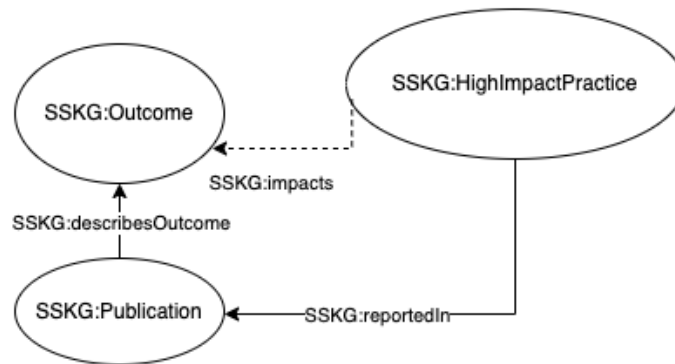 SSKG:HighImpactPractice
SSKG:Outcome
SSKG:impacts
SSKG:describesOutcome
SSKG:Publication
SSKG:reportedIn